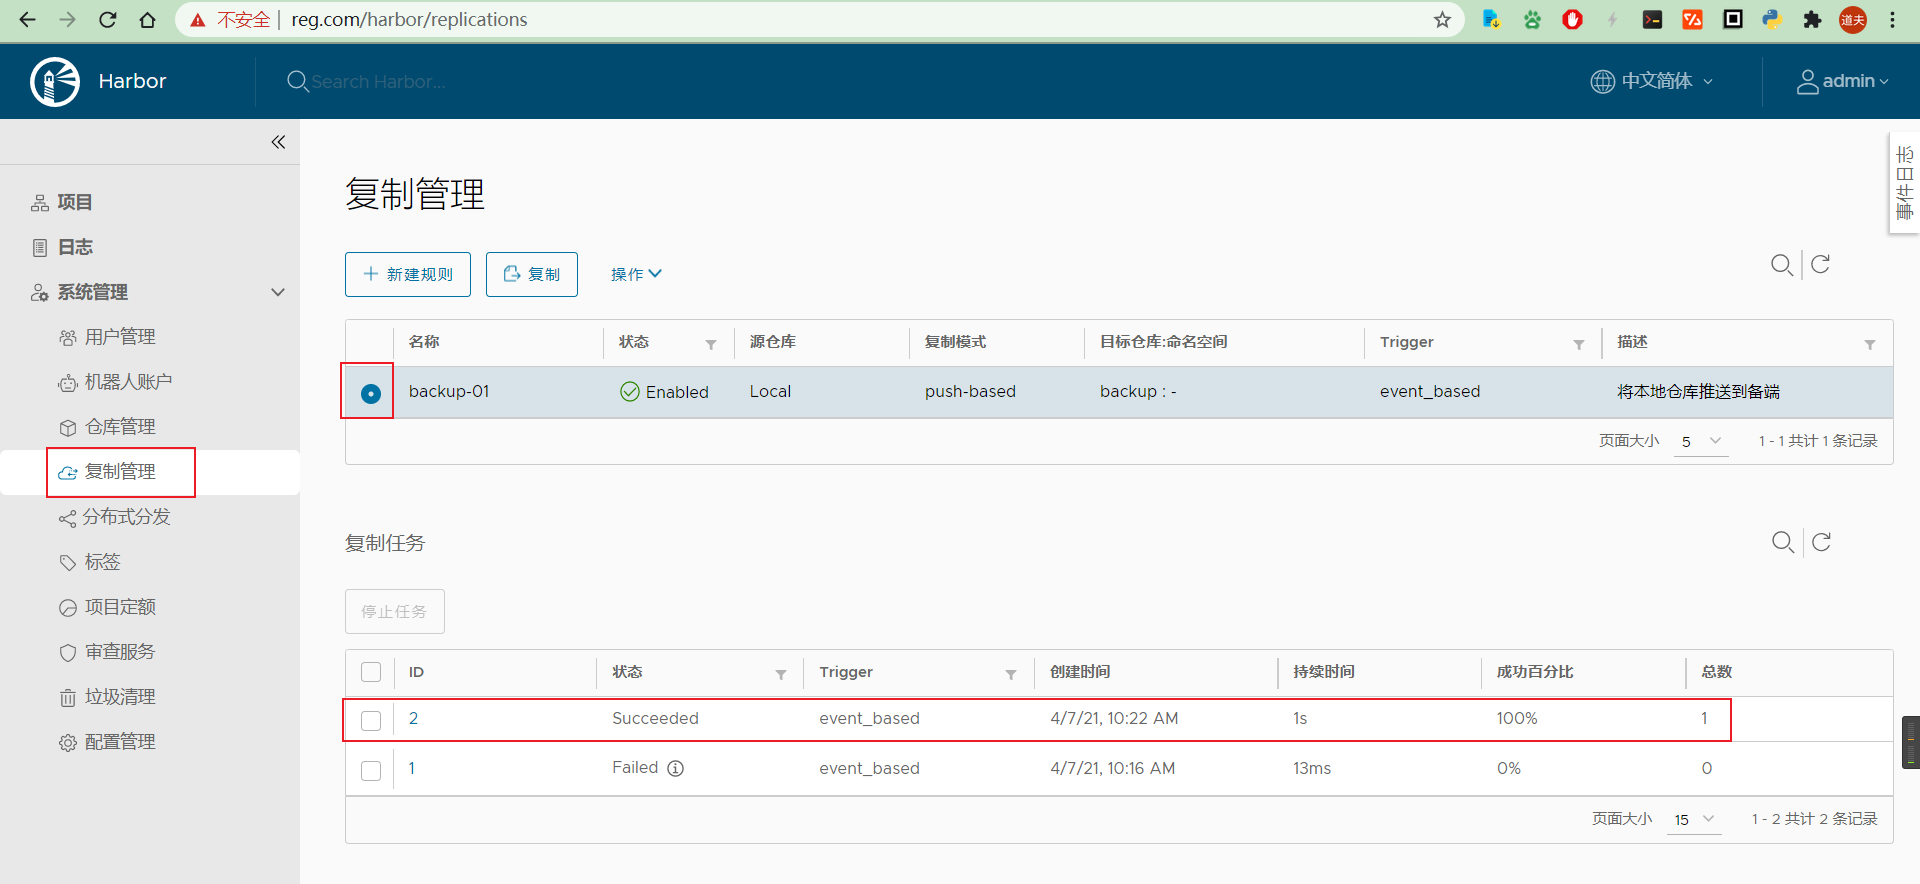 不安全 reg.com/harbor/replications 道夫
Harbor Search Harbor... 中文简体 admin
事件日志
项目
日志
系统管理
用户管理
机器人账户
仓库管理
复制管理
分布式分发
标签
项目定额
审查服务
垃圾清理
配置管理
复制管理
新建规则 复制 操作
名称 状态 源仓库 复制模式 目标仓库:命名空间 Trigger 描述
backup-01 Enabled Local push-based backup : - event_based 将本地仓库推送到备端
页面大小 5 1 - 1 共计 1 条记录
复制任务
停止任务
ID 状态 Trigger 创建时间 持续时间 成功百分比 总数
2 Succeeded event_based 4/7/21, 10:22 AM 1s 100% 1
1 Failed event_based 4/7/21, 10:16 AM 13ms 0% 0
页面大小 15 1 - 2 共计 2 条记录